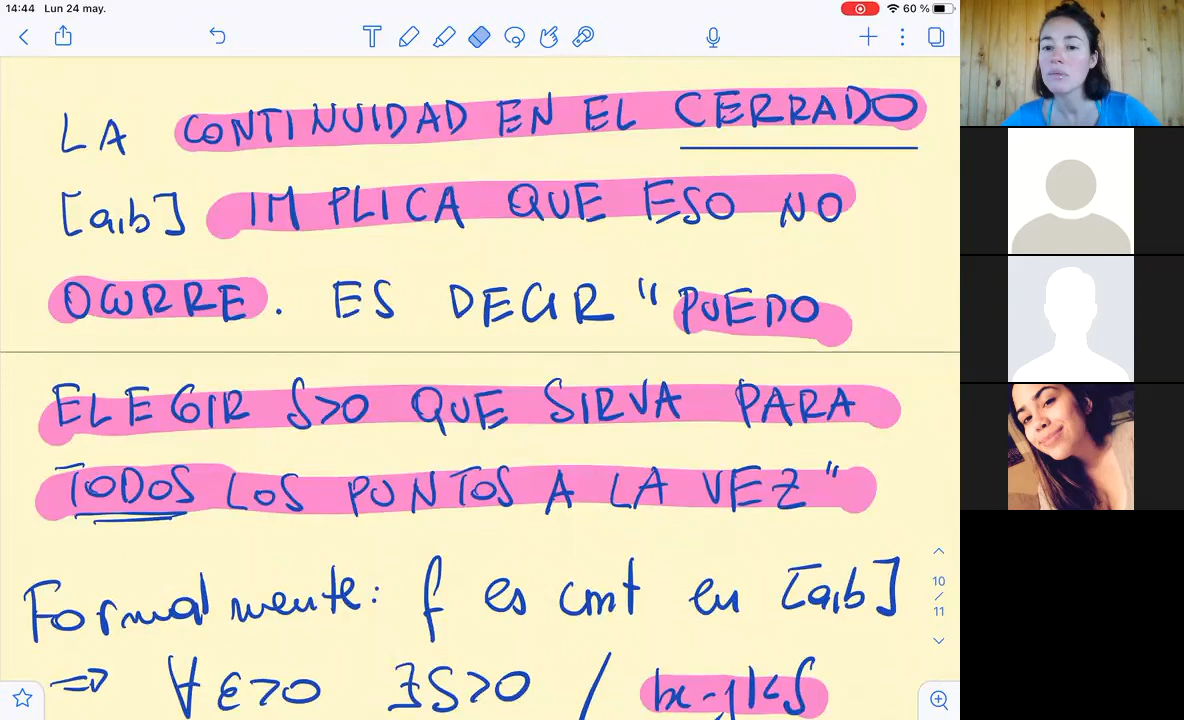 14:44 Lun 24 may. 60 %
LA CONTINUIDAD EN EL CERRADO
[a,b] IMPLICA QUE ESO NO
OCURRE. ES DECIR "PUEDO
ELEGIR δ>0 QUE SIRVA PARA
TODOS LOS PUNTOS A LA VEZ"
Formalmente: f es cont en [a,b]
10
/
11
⇒ ∀ ε>0 ∃δ>0 / |x-y|<δ